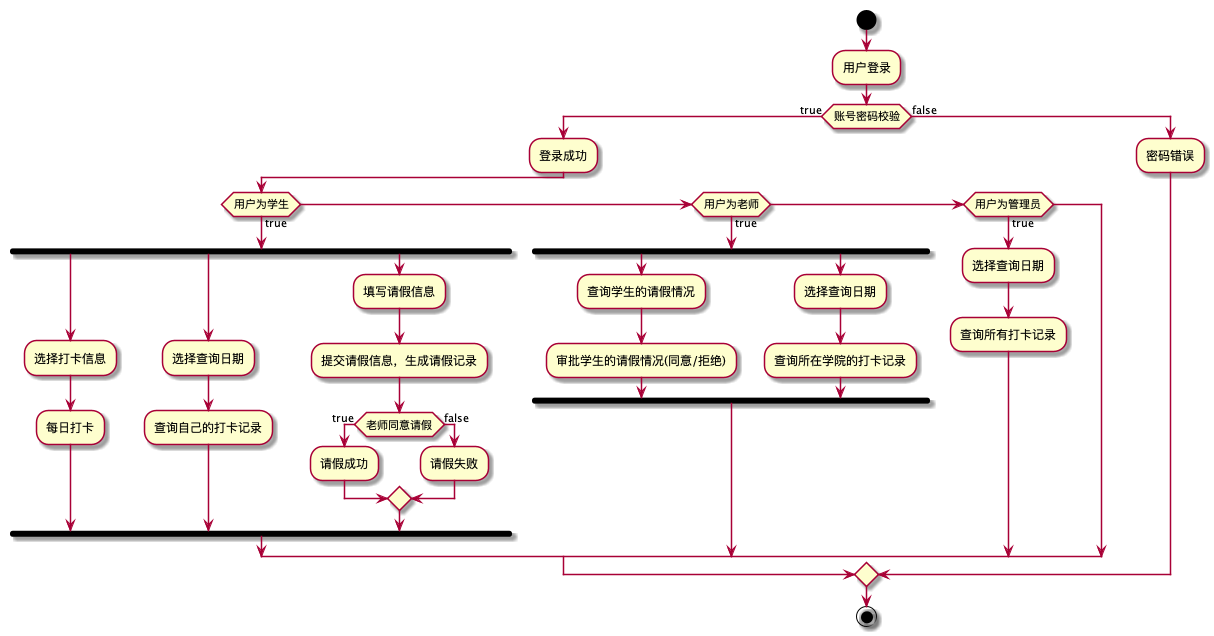 用户登录
true
账号密码校验
false
登录成功
密码错误
用户为学生
用户为老师
用户为管理员
true
true
true
选择查询日期
填写请假信息
查询学生的请假情况
选择查询日期
查询所有打卡记录
选择打卡信息
选择查询日期
提交请假信息，生成请假记录
审批学生的请假情况(同意/拒绝)
查询所在学院的打卡记录
每日打卡
查询自己的打卡记录
true
老师同意请假
false
请假成功
请假失败